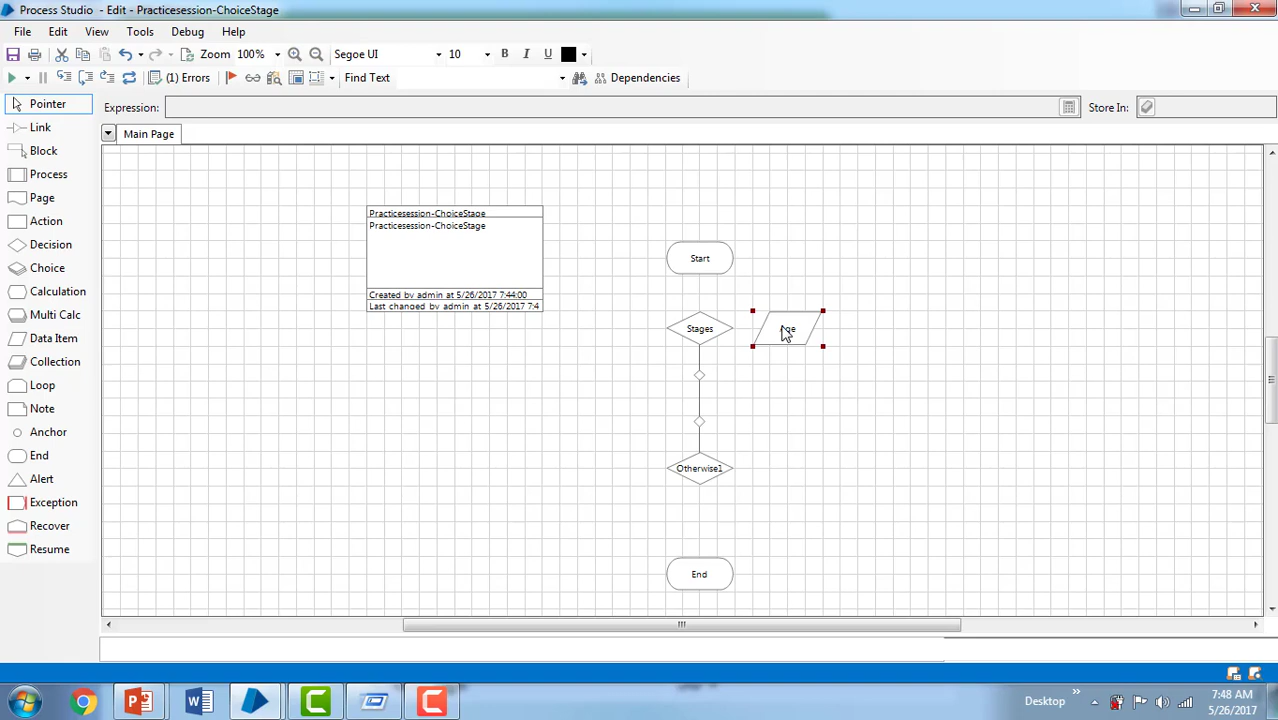 Process Studio - Edit - Practicesession-ChoiceStage
File Edit View Tools Debug Help
Zoom 100% Segoe UI 10 B I U
(1) Errors Find Text Dependencies
Pointer
Expression: Store In:
Link
Main Page
Block
Process
Page
Action
Decision
Choice
Calculation
Multi Calc
Data Item
Collection
Loop
Note
Anchor
End
Alert
Exception
Recover
Resume
Practicesession-ChoiceStage
Practicesession-ChoiceStage
Created by admin at 5/26/2017 7:44:00
Last changed by admin at 5/26/2017 7:4
Start
Stages
Age
Otherwise1
End
Desktop
7:48 AM
5/26/2017